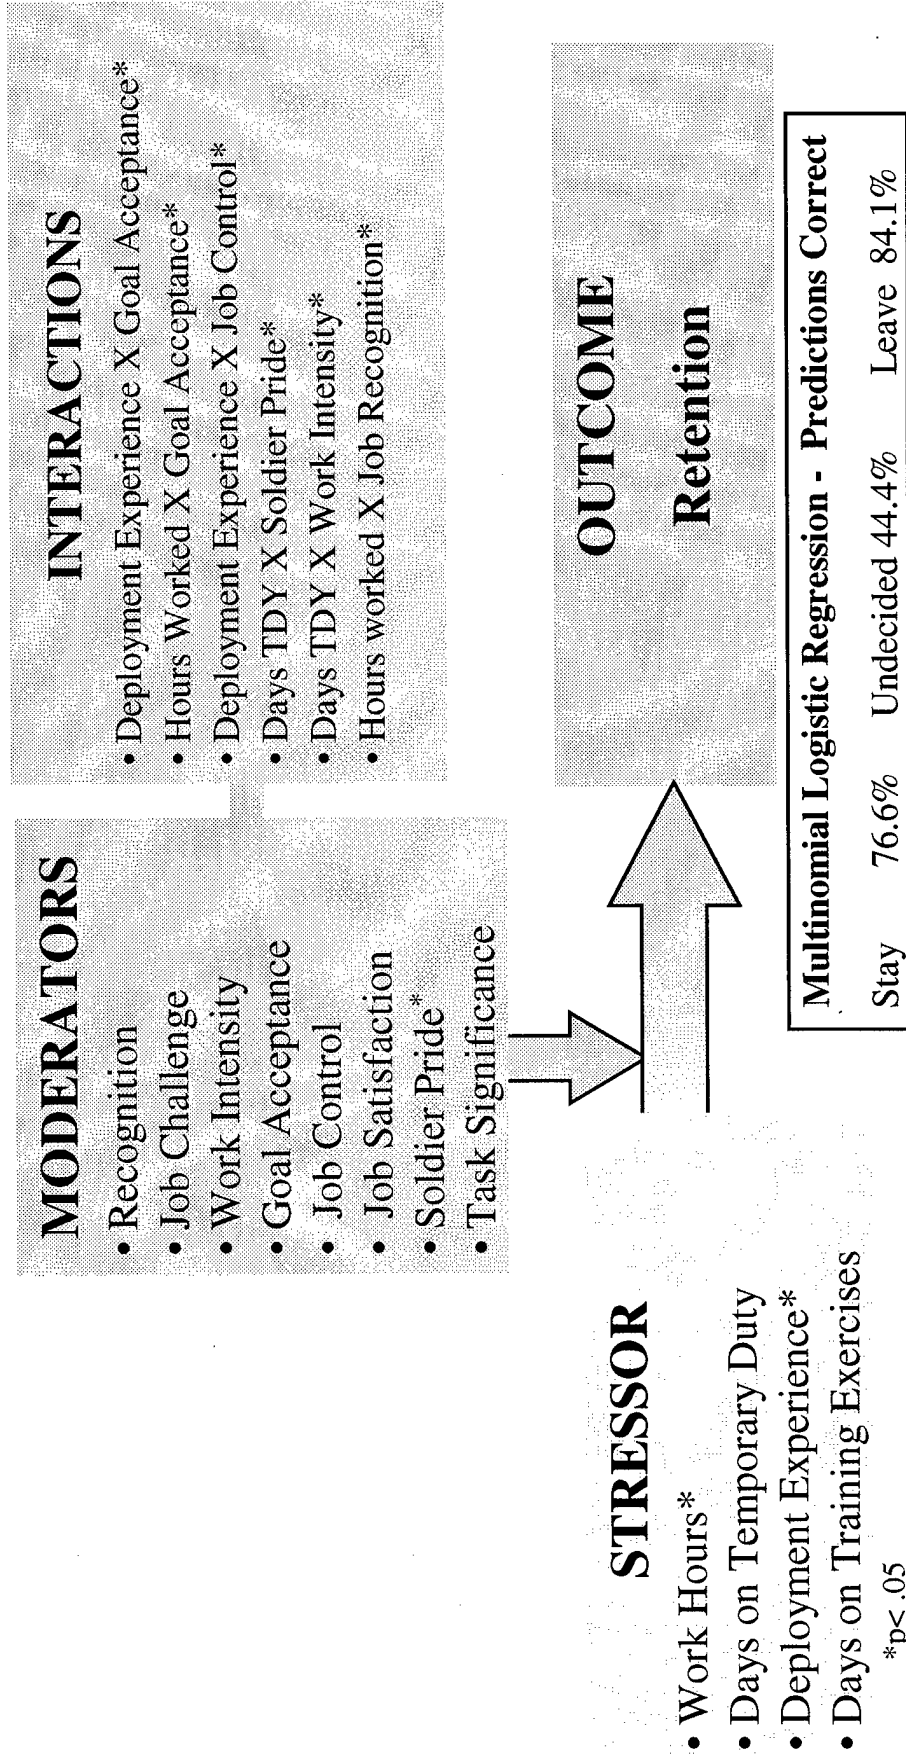 MODERATORS
• Recognition
• Job Challenge
• Work Intensity
• Goal Acceptance
• Job Control
• Job Satisfaction
• Soldier Pride*
• Task Significance
INTERACTIONS
• Deployment Experience X Goal Acceptance*
• Hours Worked X Goal Acceptance*
• Deployment Experience X Job Control*
• Days TDY X Soldier Pride*
• Days TDY X Work Intensity*
• Hours worked X Job Recognition*
STRESSOR
• Work Hours*
• Days on Temporary Duty
• Deployment Experience*
• Days on Training Exercises
*p< .05
OUTCOME
Retention
Multinomial Logistic Regression - Predictions Correct
Stay 76.6% Undecided 44.4% Leave 84.1%